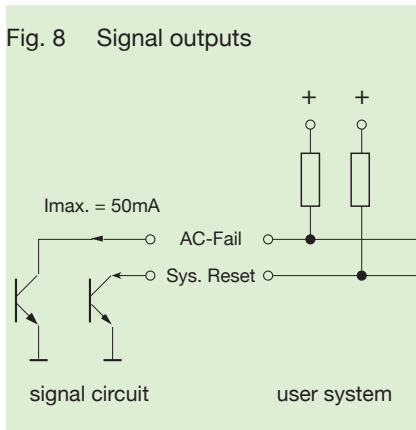 Fig. 8 Signal outputs
+ +
Imax. = 50mA
AC-Fail
Sys. Reset
signal circuit user system